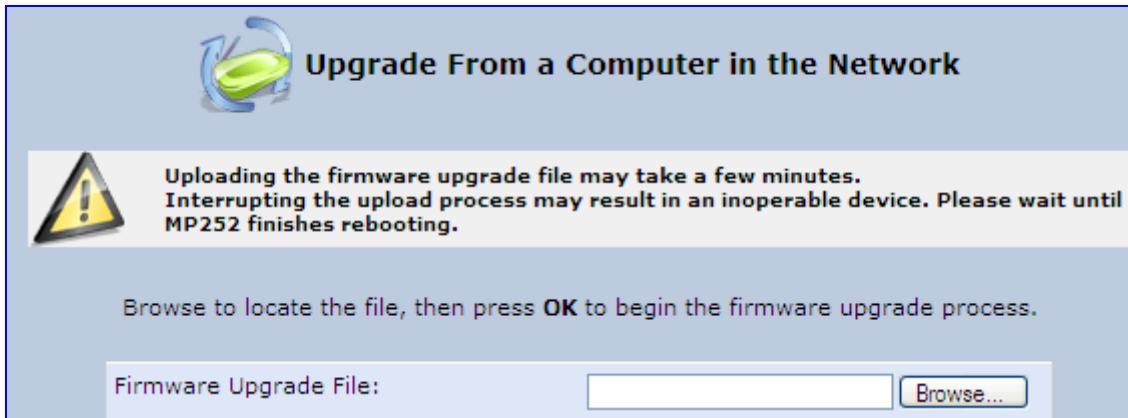 Upgrade From a Computer in the Network
Uploading the firmware upgrade file may take a few minutes.
Interrupting the upload process may result in an inoperable device. Please wait until
MP252 finishes rebooting.
Browse to locate the file, then press OK to begin the firmware upgrade process.
Firmware Upgrade File: Browse...